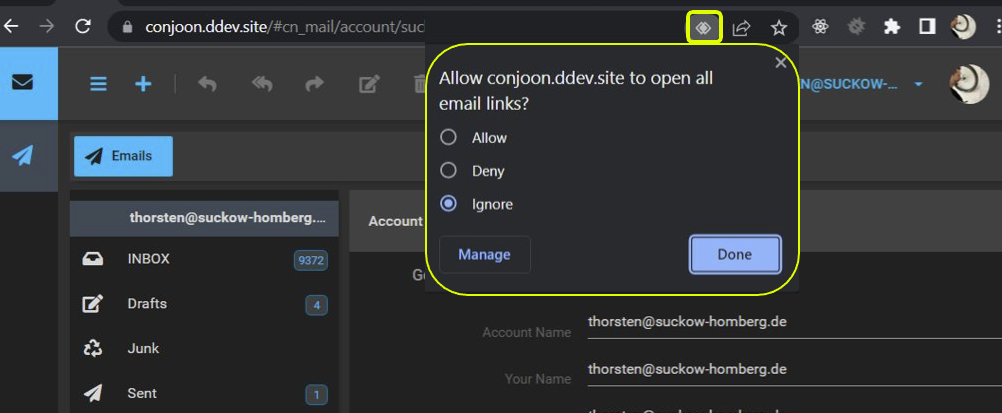 conjoon.ddev.site/#cn_mail/account/suc
Allow conjoon.ddev.site to open all
email links?
Allow
Deny
Ignore
Manage
Done
N@SUCKOW-...
Emails
thorsten@suckow-homberg....
INBOX
9372
Drafts
4
Junk
Sent
1
Account
Account Name
thorsten@suckow-homberg.de
Your Name
thorsten@suckow-homberg.de